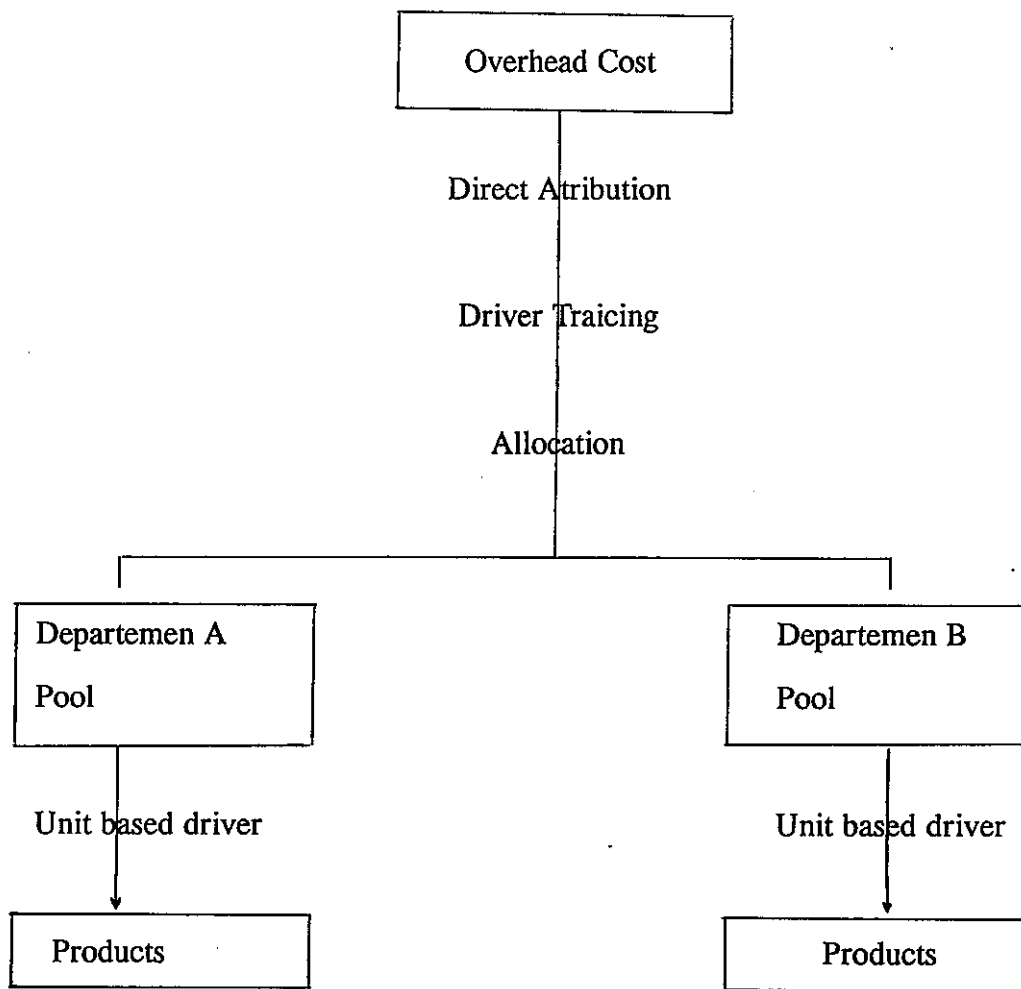 Overhead Cost
Direct Atribution
Driver Traicing
Allocation
Departemen A
Pool
Departemen B
Pool
Unit based driver
Unit based driver
Products
Products